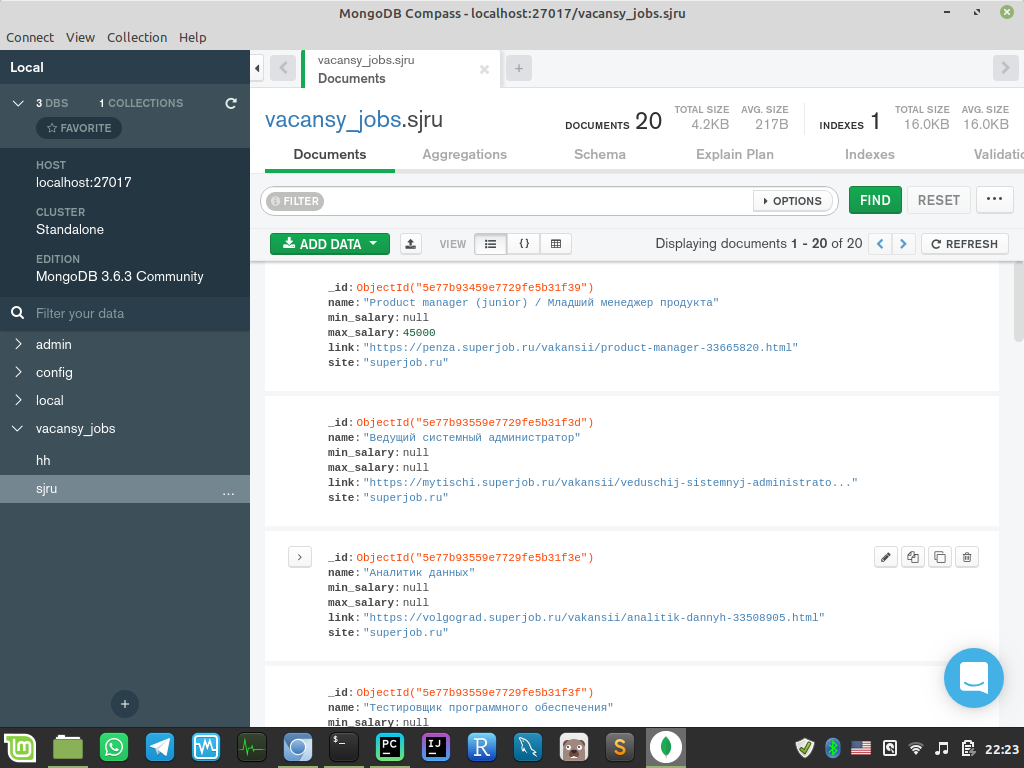 MongoDB Compass - localhost:27017/vacansy_jobs.sjru
Connect View Collection Help
Local
3 DBS 1 COLLECTIONS
FAVORITE
HOST
localhost:27017
CLUSTER
Standalone
EDITION
MongoDB 3.6.3 Community
Filter your data
admin
config
local
vacansy_jobs
hh
sjru ...
vacansy_jobs.sjru
Documents
vacansy_jobs.sjru
DOCUMENTS 20
TOTAL SIZE 4.2KB
AVG. SIZE 217B
INDEXES 1
TOTAL SIZE 16.0KB
AVG. SIZE 16.0KB
Documents Aggregations Schema Explain Plan Indexes Validatio
FILTER OPTIONS FIND RESET ...
ADD DATA VIEW {} Displaying documents 1 - 20 of 20 REFRESH
_id: ObjectId("5e77b93459e7729fe5b31f39")
name: "Product manager (junior) / Младший менеджер продукта"
min_salary: null
max_salary: 45000
link: "https://penza.superjob.ru/vakansii/product-manager-33665820.html"
site: "superjob.ru"
_id: ObjectId("5e77b93559e7729fe5b31f3d")
name: "Ведущий системный администратор"
min_salary: null
max_salary: null
link: "https://mytischi.superjob.ru/vakansii/veduschij-sistemnyj-administrato..."
site: "superjob.ru"
_id: ObjectId("5e77b93559e7729fe5b31f3e")
name: "Аналитик данных"
min_salary: null
max_salary: null
link: "https://volgograd.superjob.ru/vakansii/analitik-dannyh-33508905.html"
site: "superjob.ru"
_id: ObjectId("5e77b93559e7729fe5b31f3f")
name: "Тестировщик программного обеспечения"
min_salary: null
$_ PC IJ R S 22:23